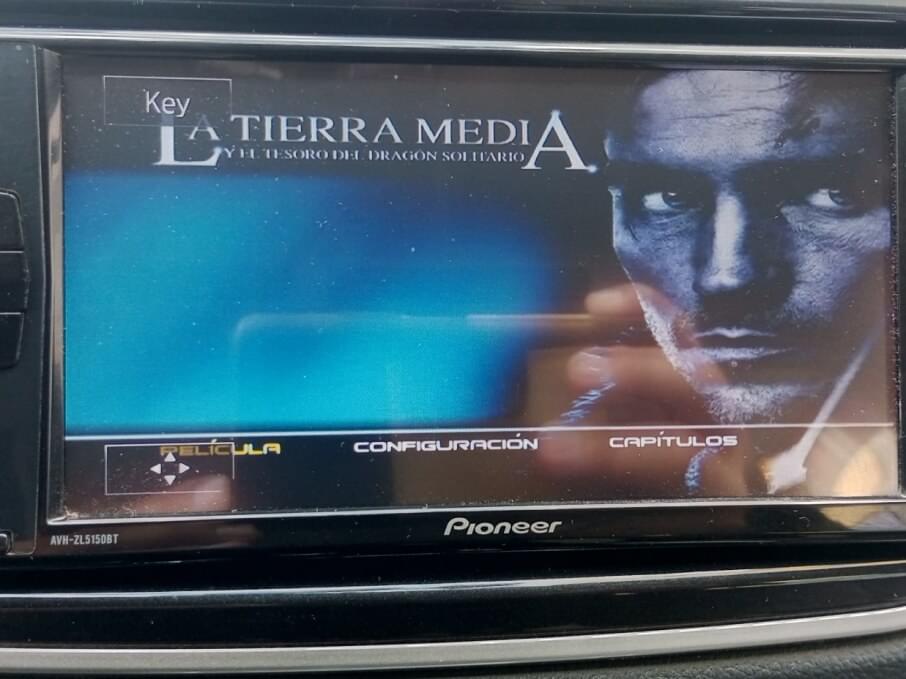 Key
LA TIERRA MEDIA
Y EL TESORO DEL DRAGÓN SOLITARIO
PELÍCULA CONFIGURACIÓN CAPÍTULOS
Pioneer
AVH-ZL5150BT